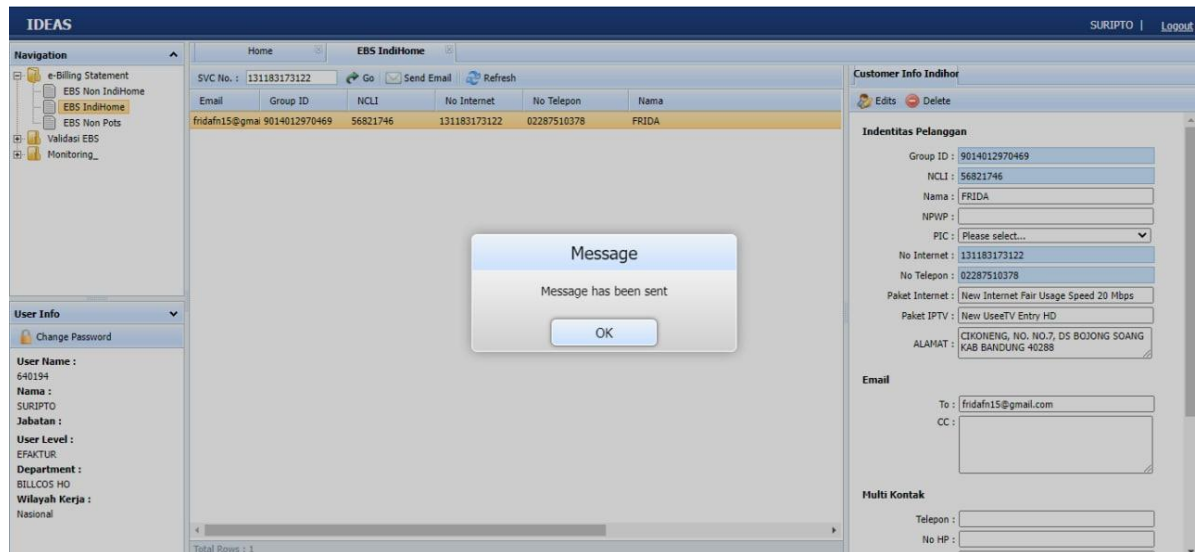 IDEAS
SURIPTO | Logout
Navigation
e-Billing Statement
EBS Non IndiHome
EBS IndiHome
EBS Non Pots
Validasi EBS
Monitoring_
User Info
Change Password
User Name :
640194
Nama :
SURIPTO
Jabatan :
User Level :
EFAKTUR
Department :
BILLCOS HO
Wilayah Kerja :
Nasional
Home
EBS IndiHome
SVC No. : 131183173122 Go Send Email Refresh
Email Group ID NCLI No Internet No Telepon Nama
fridafn15@gmai 9014012970469 56821746 131183173122 02287510378 FRIDA
Message
Message has been sent
OK
Total Rows : 1
Customer Info Indihor
Edits Delete
Indentitas Pelanggan
Group ID : 9014012970469
NCLI : 56821746
Nama : FRIDA
NPWP :
PIC : Please select...
No Internet : 131183173122
No Telepon : 02287510378
Paket Internet : New Internet Fair Usage Speed 20 Mbps
Paket IPTV : New UseeTV Entry HD
ALAMAT : CIKONENG, NO. NO.7, DS BOJONG SOANG
KAB BANDUNG 40288
Email
To : fridafn15@gmail.com
CC :
Multi Kontak
Telepon :
No HP :